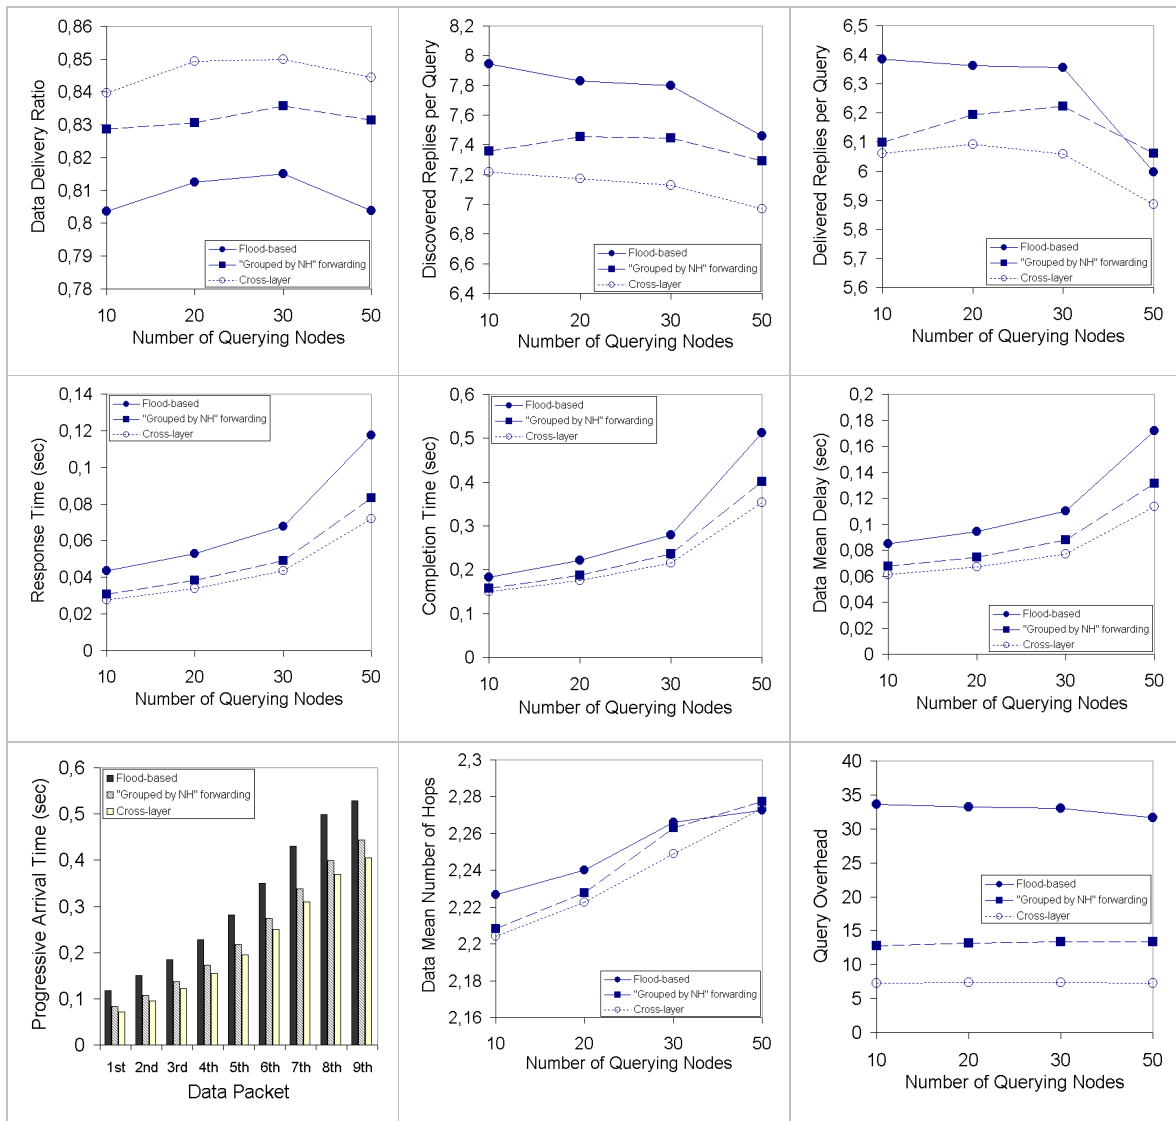 0,86
0,85
0,84
0,83
0,82
0,81
0,8
0,79
0,78
Data Delivery Ratio
Flood-based
"Grouped by NH" forwarding
Cross-layer
10 20 30 50
Number of Querying Nodes
8,2
8
7,8
7,6
7,4
7,2
7
6,8
6,6
6,4
Discovered Replies per Query
Flood-based
"Grouped by NH" forwarding
Cross-layer
10 20 30 50
Number of Querying Nodes
6,5
6,4
6,3
6,2
6,1
6
5,9
5,8
5,7
5,6
Delivered Replies per Query
Flood-based
"Grouped by NH" forwarding
Cross-layer
10 20 30 50
Number of Querying Nodes
0,14
0,12
0,1
0,08
0,06
0,04
0,02
0
Response Time (sec)
Flood-based
"Grouped by NH" forwarding
Cross-layer
10 20 30 50
Number of Querying Nodes
0,6
0,5
0,4
0,3
0,2
0,1
0
Completion Time (sec)
Flood-based
"Grouped by NH" forwarding
Cross-layer
10 20 30 50
Number of Querying Nodes
0,2
0,18
0,16
0,14
0,12
0,1
0,08
0,06
0,04
0,02
0
Data Mean Delay (sec)
Flood-based
"Grouped by NH" forwarding
Cross-layer
10 20 30 50
Number of Querying Nodes
0,6
0,5
0,4
0,3
0,2
0,1
0
Progressive Arrival Time (sec)
Flood-based
"Grouped by NH" forwarding
Cross-layer
1st 2nd 3rd 4th 5th 6th 7th 8th 9th
Data Packet
2,3
2,28
2,26
2,24
2,22
2,2
2,18
2,16
Data Mean Number of Hops
Flood-based
"Grouped by NH" forwarding
Cross-layer
10 20 30 50
Number of Querying Nodes
40
35
30
25
20
15
10
5
0
Query Overhead
Flood-based
"Grouped by NH" forwarding
Cross-layer
10 20 30 50
Number of Querying Nodes